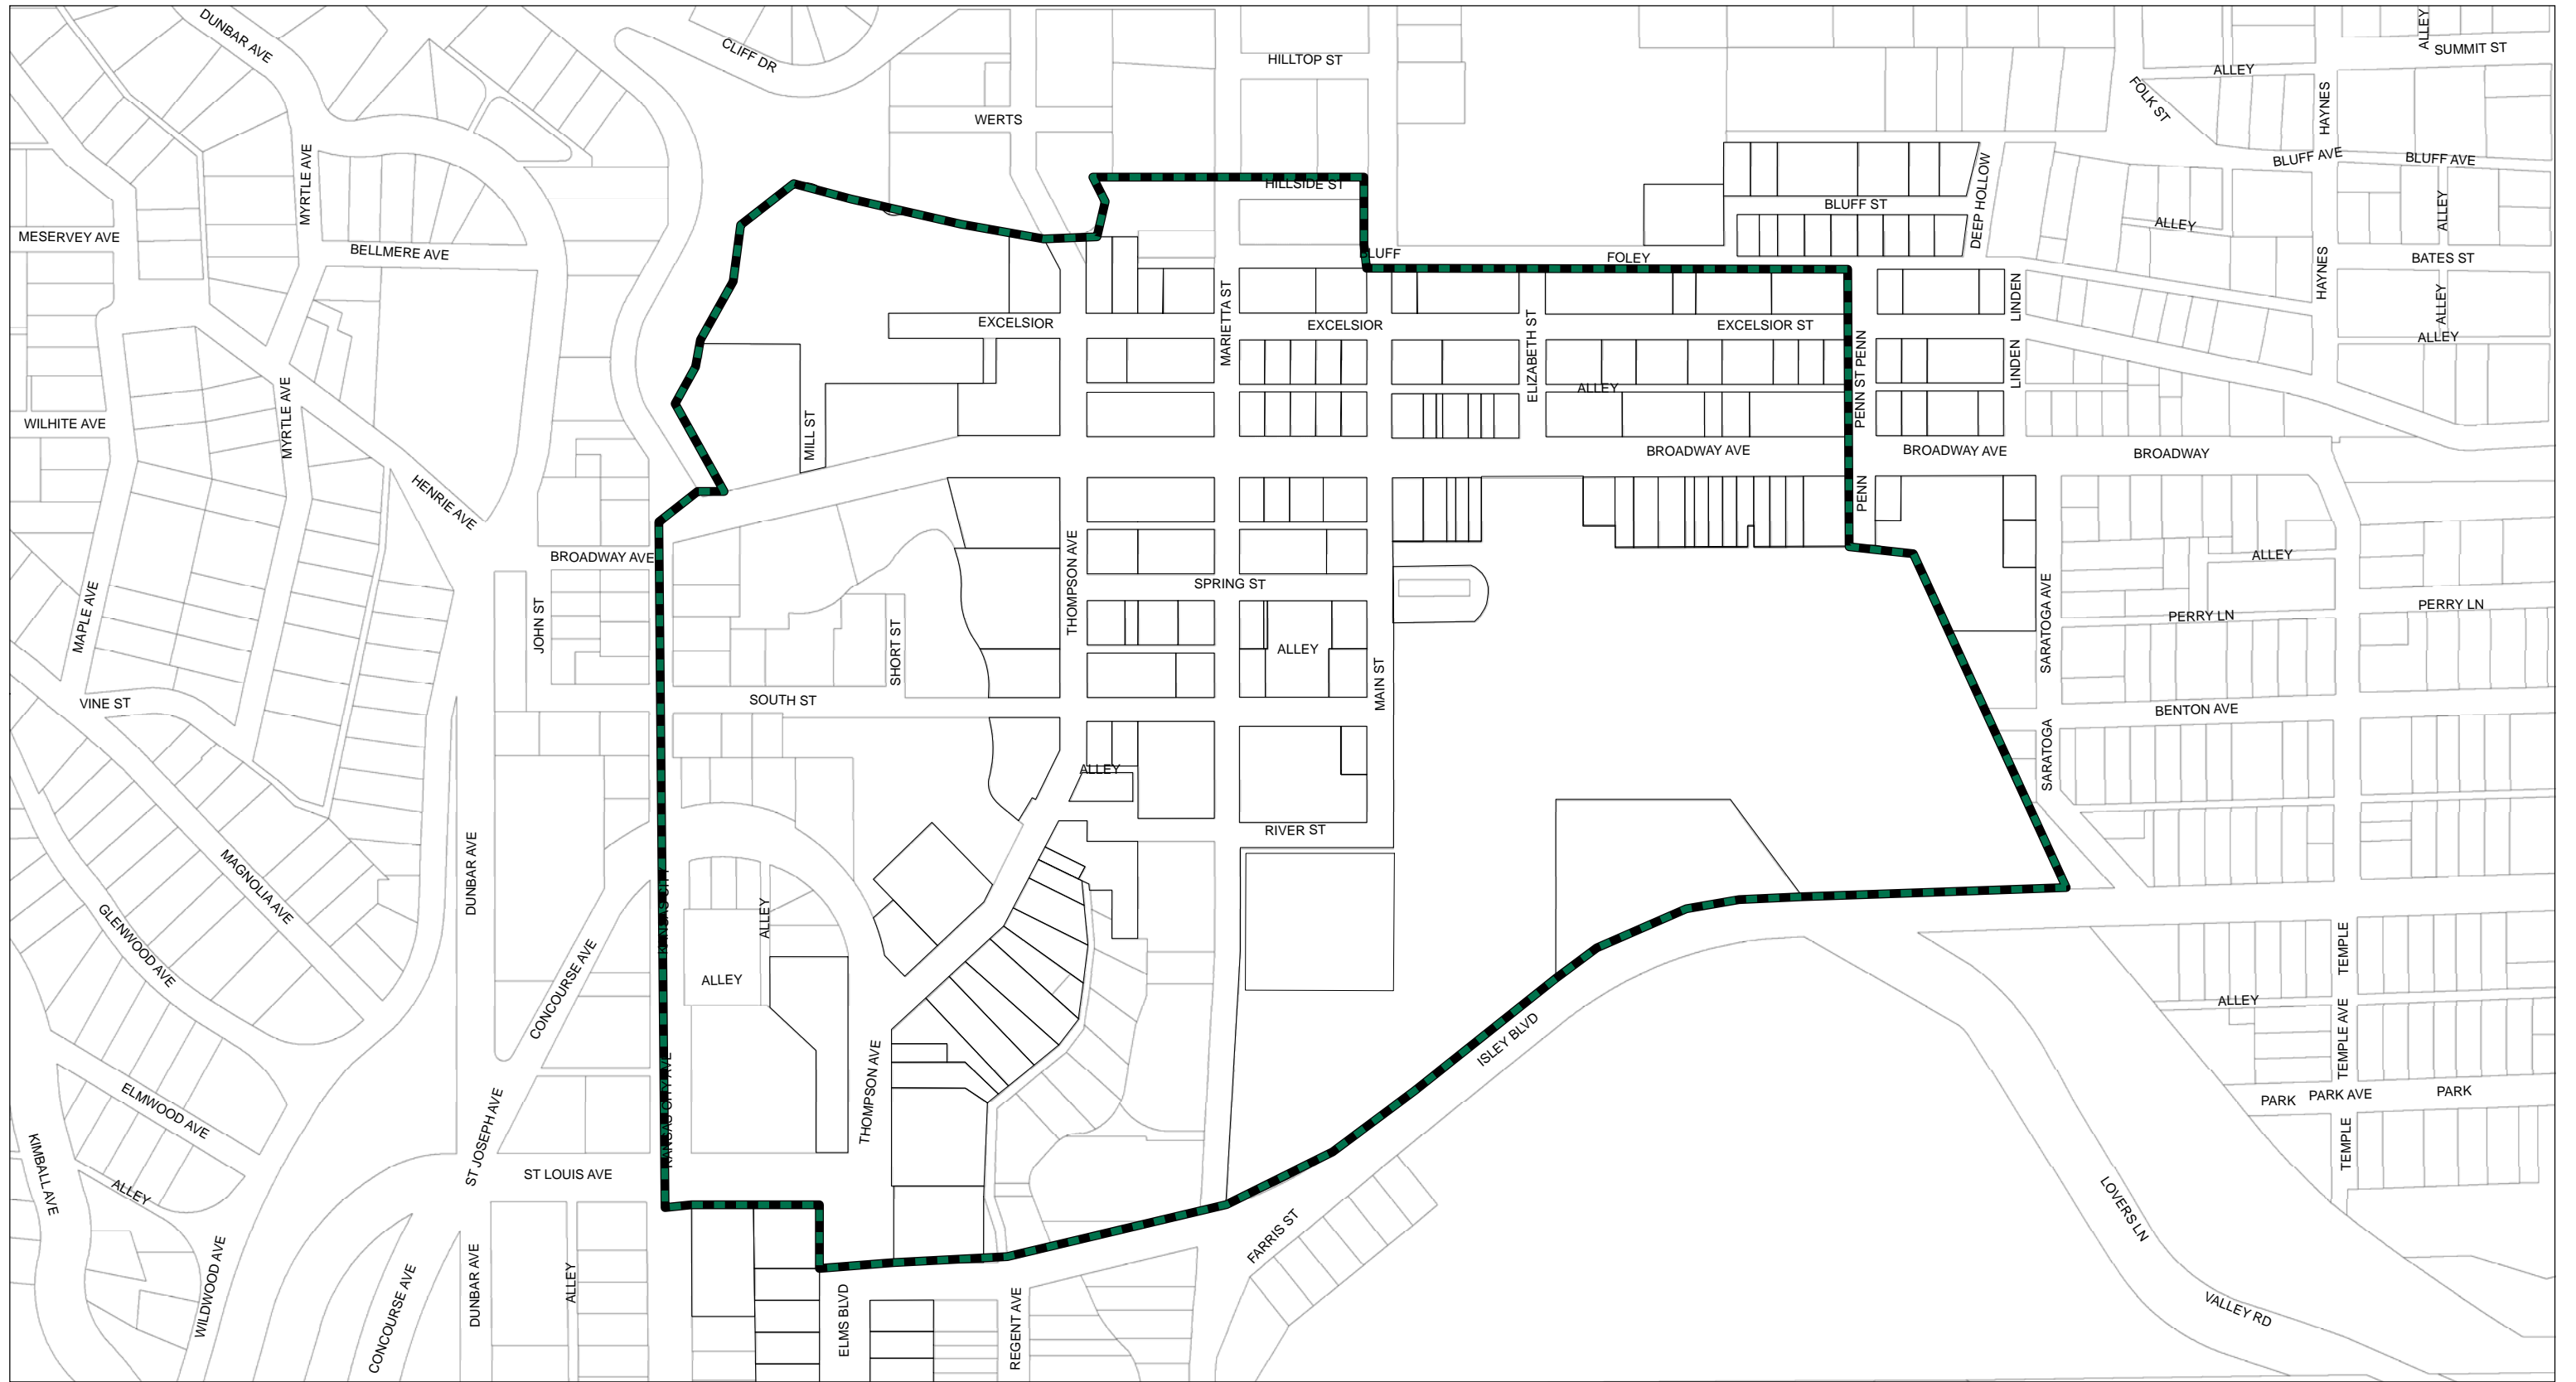 DUNBAR AVE
CLIFF DR
HILLTOP ST
ALLEY
SUMMIT ST
ALLEY
FOLK ST
HAYNES
WERTS
MYRTLE AVE
BLUFF AVE
BLUFF AVE
HILLSIDE ST
BLUFF ST
DEEP HOLLOW
ALLEY
ALLEY
MESERVEY AVE
BELLMERE AVE
BLUFF
FOLEY
HAYNES
BATES ST
MARIETTA ST
EXCELSIOR
EXCELSIOR
ELIZABETH ST
EXCELSIOR ST
LINDEN
ALLEY
ALLEY
PENN ST
PENN
LINDEN
ALLEY
MYRTLE AVE
WILHITE AVE
MILL ST
BROADWAY AVE
BROADWAY AVE
BROADWAY
HENRIE AVE
PENN
BROADWAY AVE
THOMPSON AVE
SPRING ST
ALLEY
MAPLE AVE
JOHN ST
SHORT ST
ALLEY
MAIN ST
SARATOGA AVE
PERRY LN
PERRY LN
VINE ST
SOUTH ST
BENTON AVE
SARATOGA
ALLEY
RIVER ST
MAGNOLIA AVE
DUNBAR AVE
KANSAS CITY
GLENWOOD AVE
ALLEY
TEMPLE
CONCOURSE AVE
ALLEY
ALLEY
ISLEY BLVD
TEMPLE AVE
ELMWOOD AVE
ST JOSEPH AVE
KANSAS CITY AVE
THOMPSON AVE
PARK
PARK AVE
PARK
KIMBALL AVE
ALLEY
ST LOUIS AVE
TEMPLE
LOVERS LN
FARRIS ST
WILDWOOD AVE
CONCOURSE AVE
DUNBAR AVE
ALLEY
ELMS BLVD
REGENT AVE
VALLEY RD